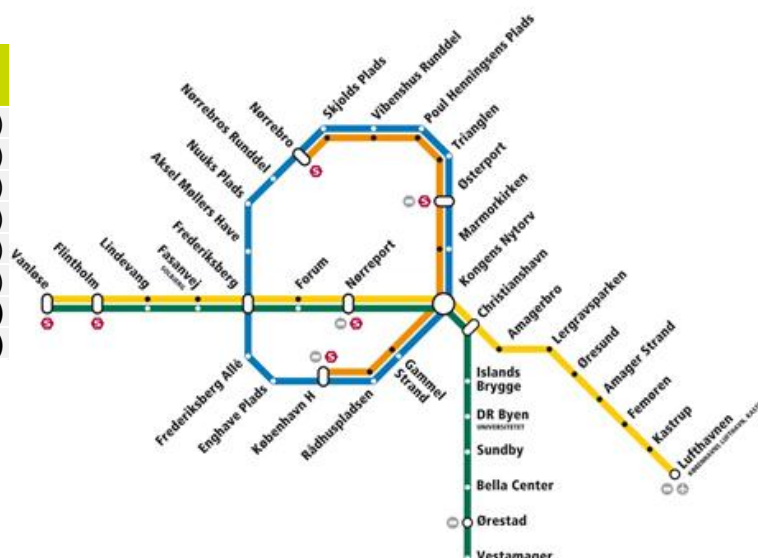 Skjolds Plads
Vibenshus Runddel
Poul Henningsens Plads
Trianglen
Østerport
Marmorkirken
Kongens Nytorv
Nørrebro
Nørrebros Runddel
Nuuks Plads
Aksel Møllers Have
Frederiksberg
Vanløse
Flintholm
Lindevang
Fasanvej
SOLBJERG
Forum
Nørreport
Christianshavn
Amagerbro
Lergravsparken
Øresund
Amager Strand
Femøren
Kastrup
Lufthavnen
Frederiksberg Allé
Enghave Plads
København H
Rådhuspladsen
Gammel
Strand
Islands
Brygge
DR Byen
UNIVERSITETET
Sundby
Bella Center
Ørestad
Vestamager
S
S
S
S
S
S